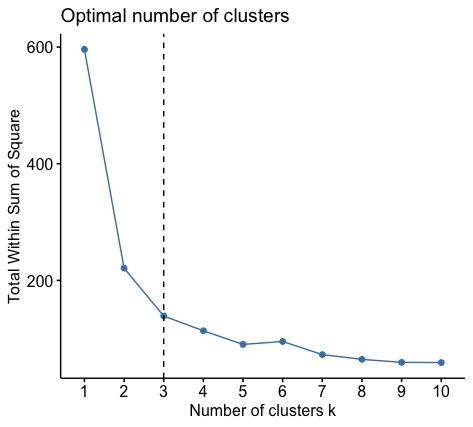 Optimal number of clusters
600
400
200
Total Within Sum of Square
1 2 3 4 5 6 7 8 9 10
Number of clusters k